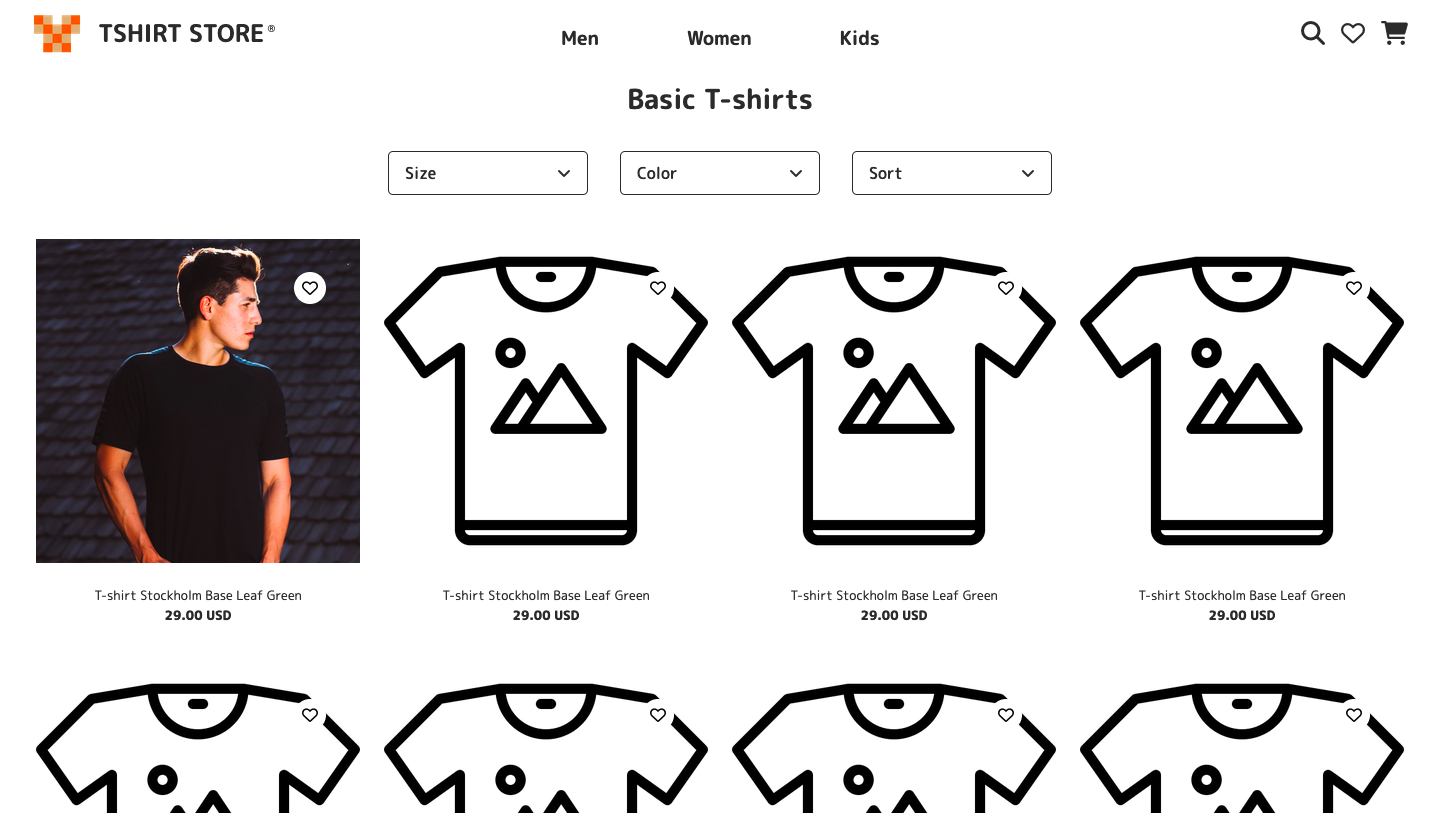 TSHIRT STORE®
Men Women Kids
Basic T-shirts
Size Color Sort
T-shirt Stockholm Base Leaf Green
29.00 USD
T-shirt Stockholm Base Leaf Green
29.00 USD
T-shirt Stockholm Base Leaf Green
29.00 USD
T-shirt Stockholm Base Leaf Green
29.00 USD